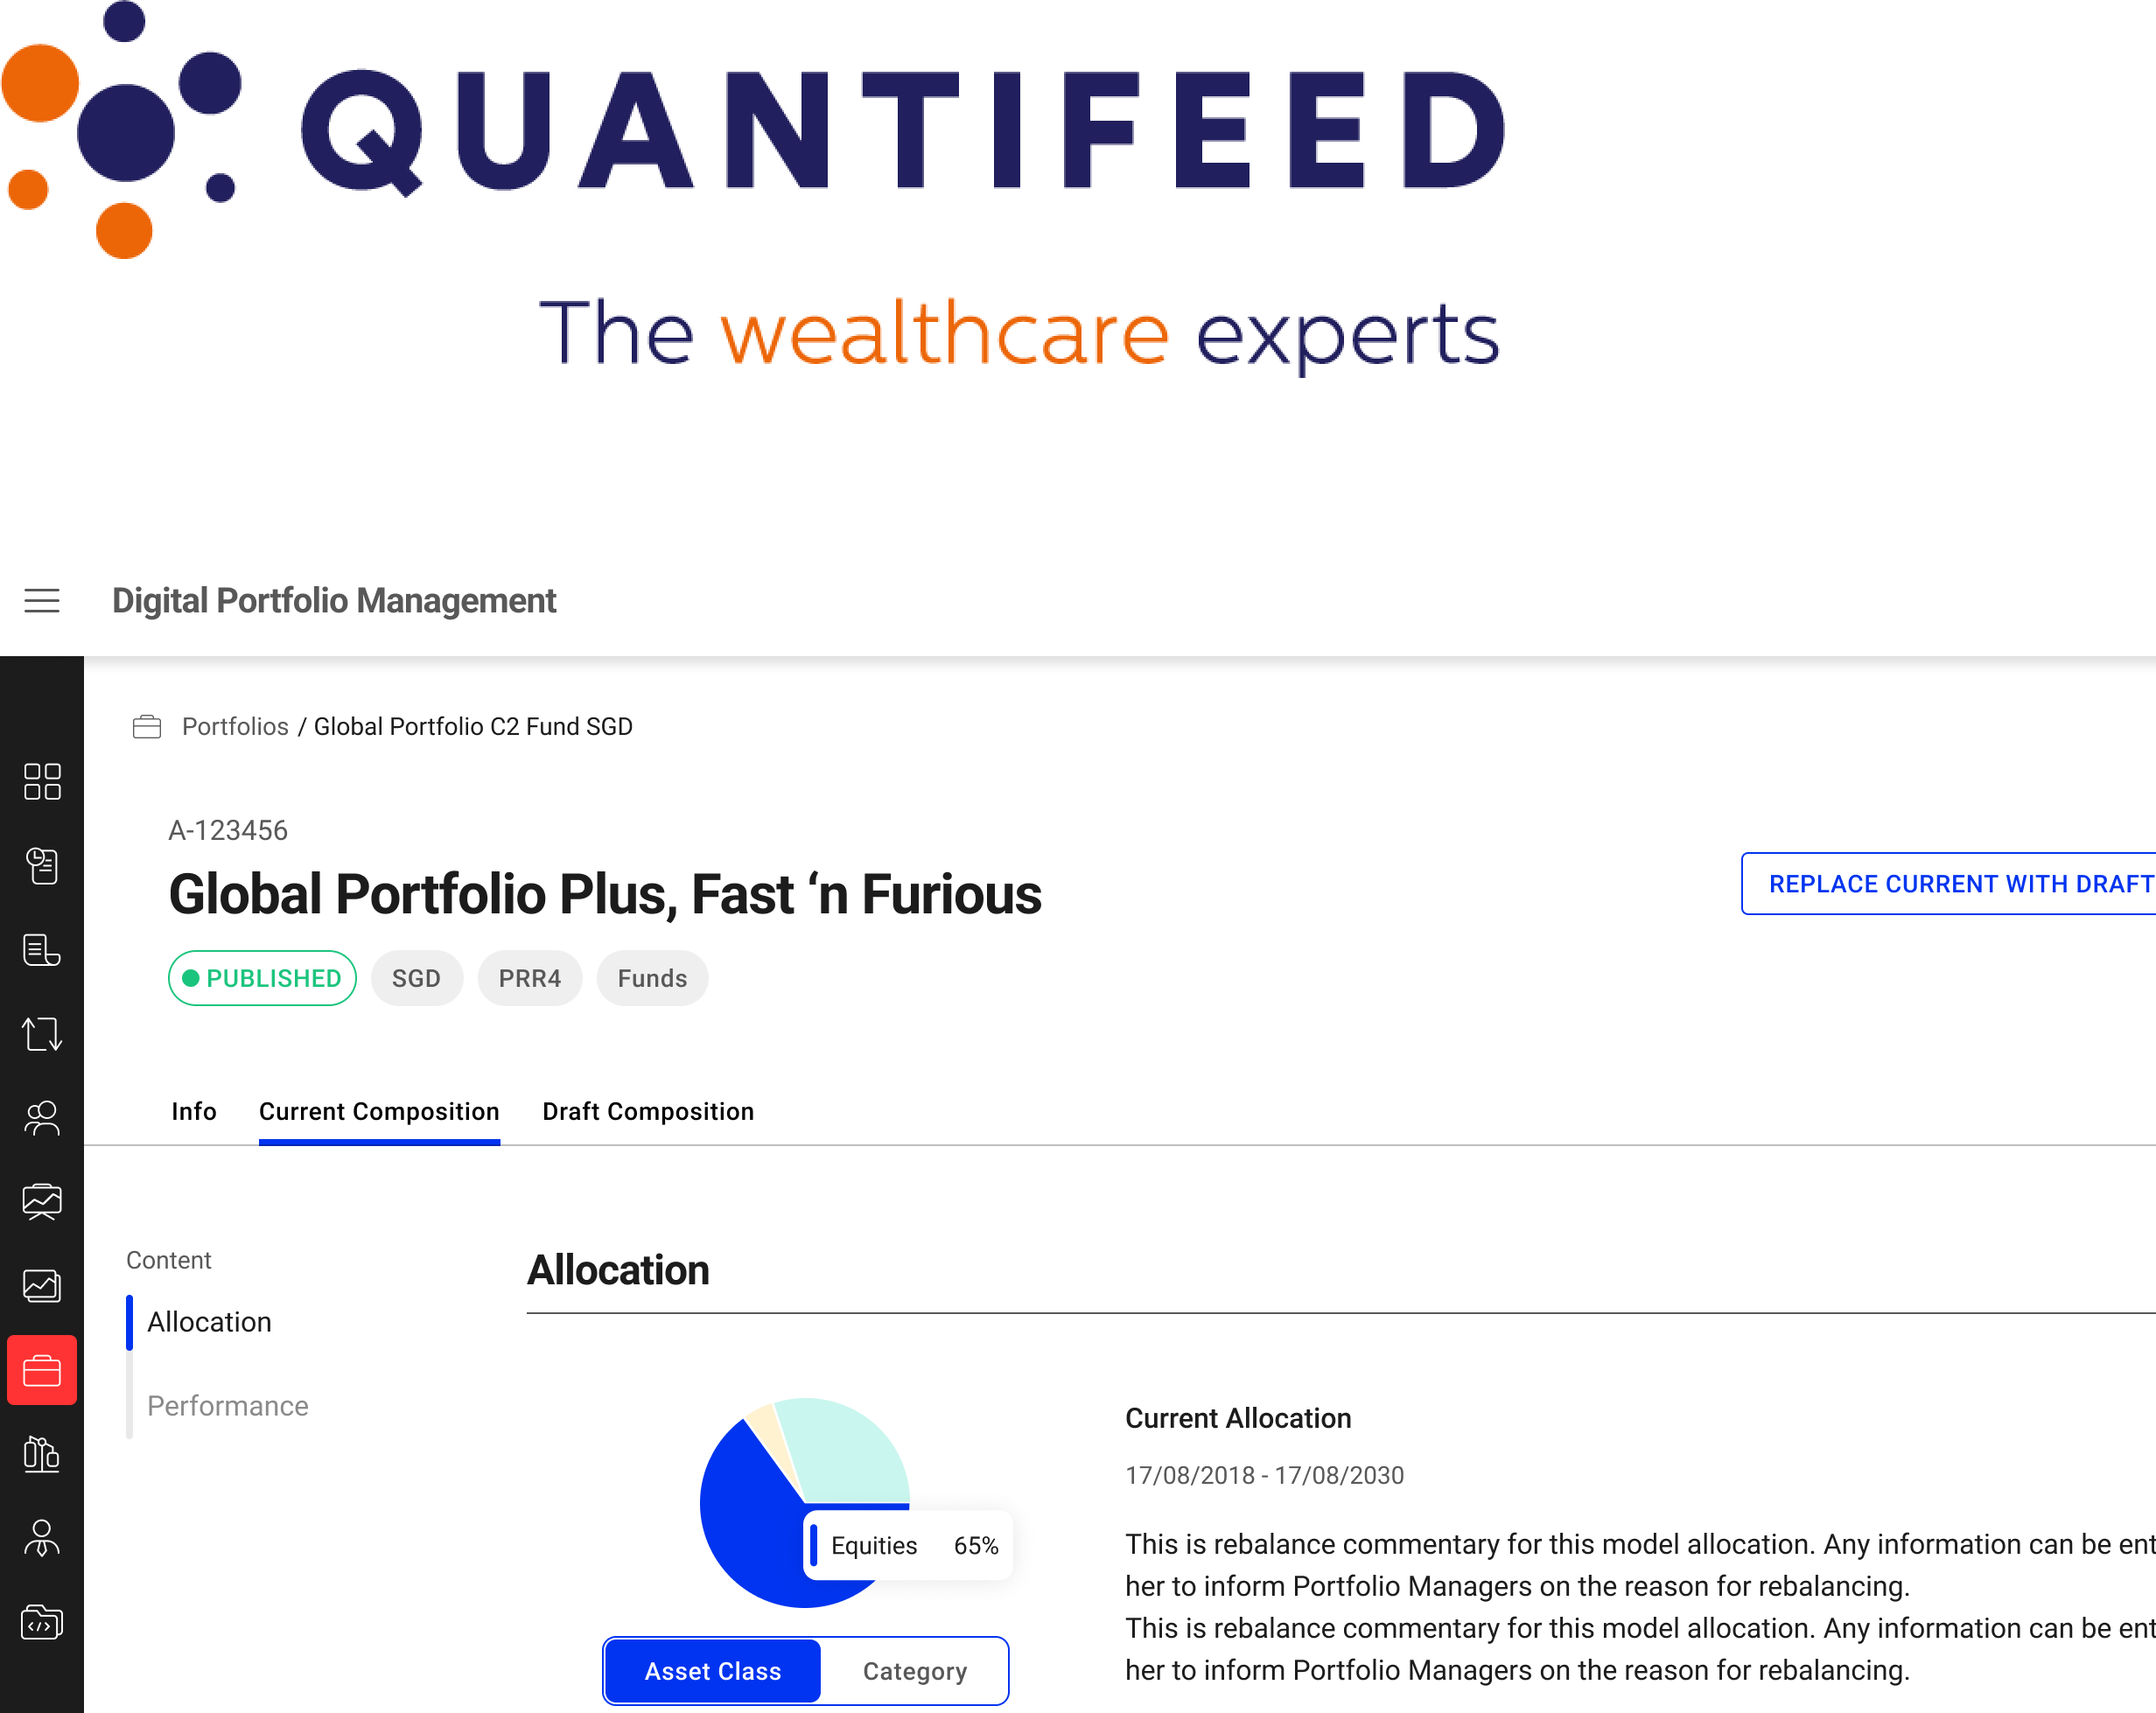 QUANTIFEED
The wealthcare experts
Digital Portfolio Management
Portfolios / Global Portfolio C2 Fund SGD
A-123456
Global Portfolio Plus, Fast ‘n Furious
REPLACE CURRENT WITH DRAFT
PUBLISHED SGD PRR4 Funds
Info Current Composition Draft Composition
Content
Allocation
Performance
Allocation
Equities 65%
Asset Class Category
Current Allocation
17/08/2018 - 17/08/2030
This is rebalance commentary for this model allocation. Any information can be ent
her to inform Portfolio Managers on the reason for rebalancing.
This is rebalance commentary for this model allocation. Any information can be ent
her to inform Portfolio Managers on the reason for rebalancing.